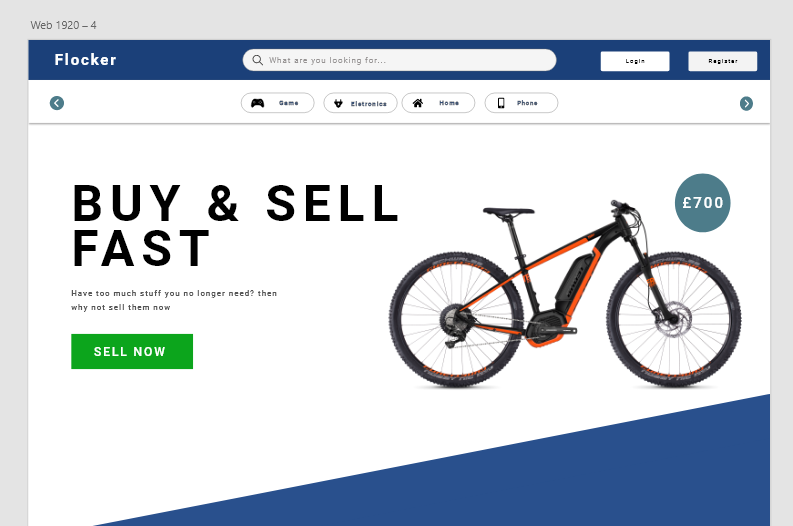 Web 1920 – 4
Flocker
What are you looking for...
Login
Register
Game
Eletronics
Home
Phone
BUY & SELL
FAST
£700
Have too much stuff you no longer need? then
why not sell them now
SELL NOW